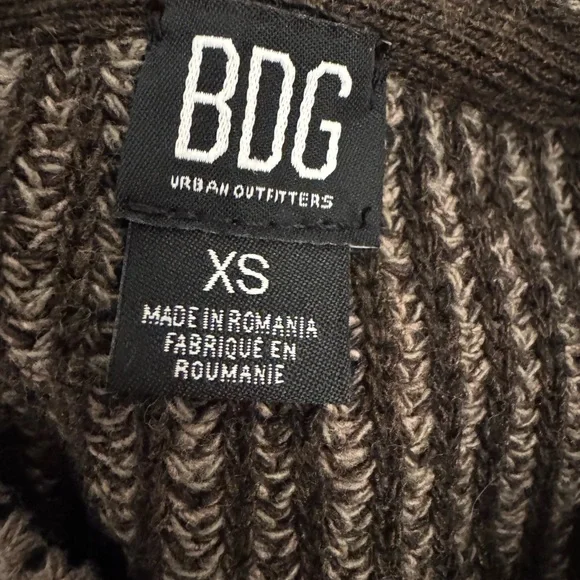 BDG
URBAN OUTFITTERS
XS
MADE IN ROMANIA
FABRIQUÉ EN
ROUMANIE